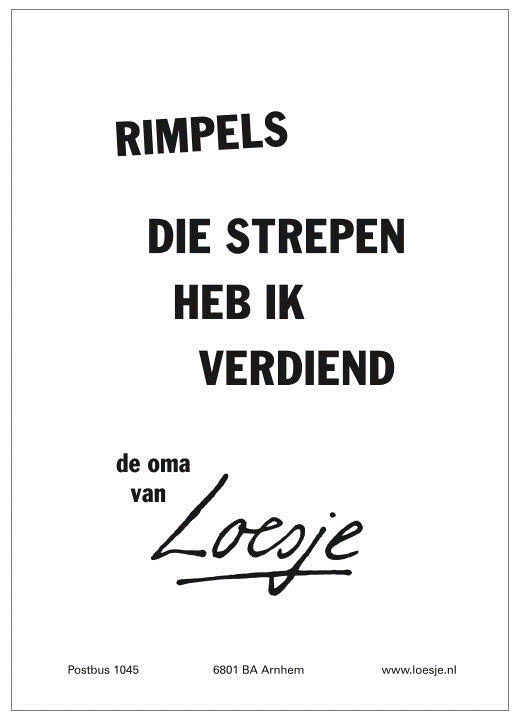 RIMPELS
DIE STREPEN
HEB IK
VERDIEND
de oma
van Loesje
Postbus 1045 6801 BA Arnhem www.loesje.nl